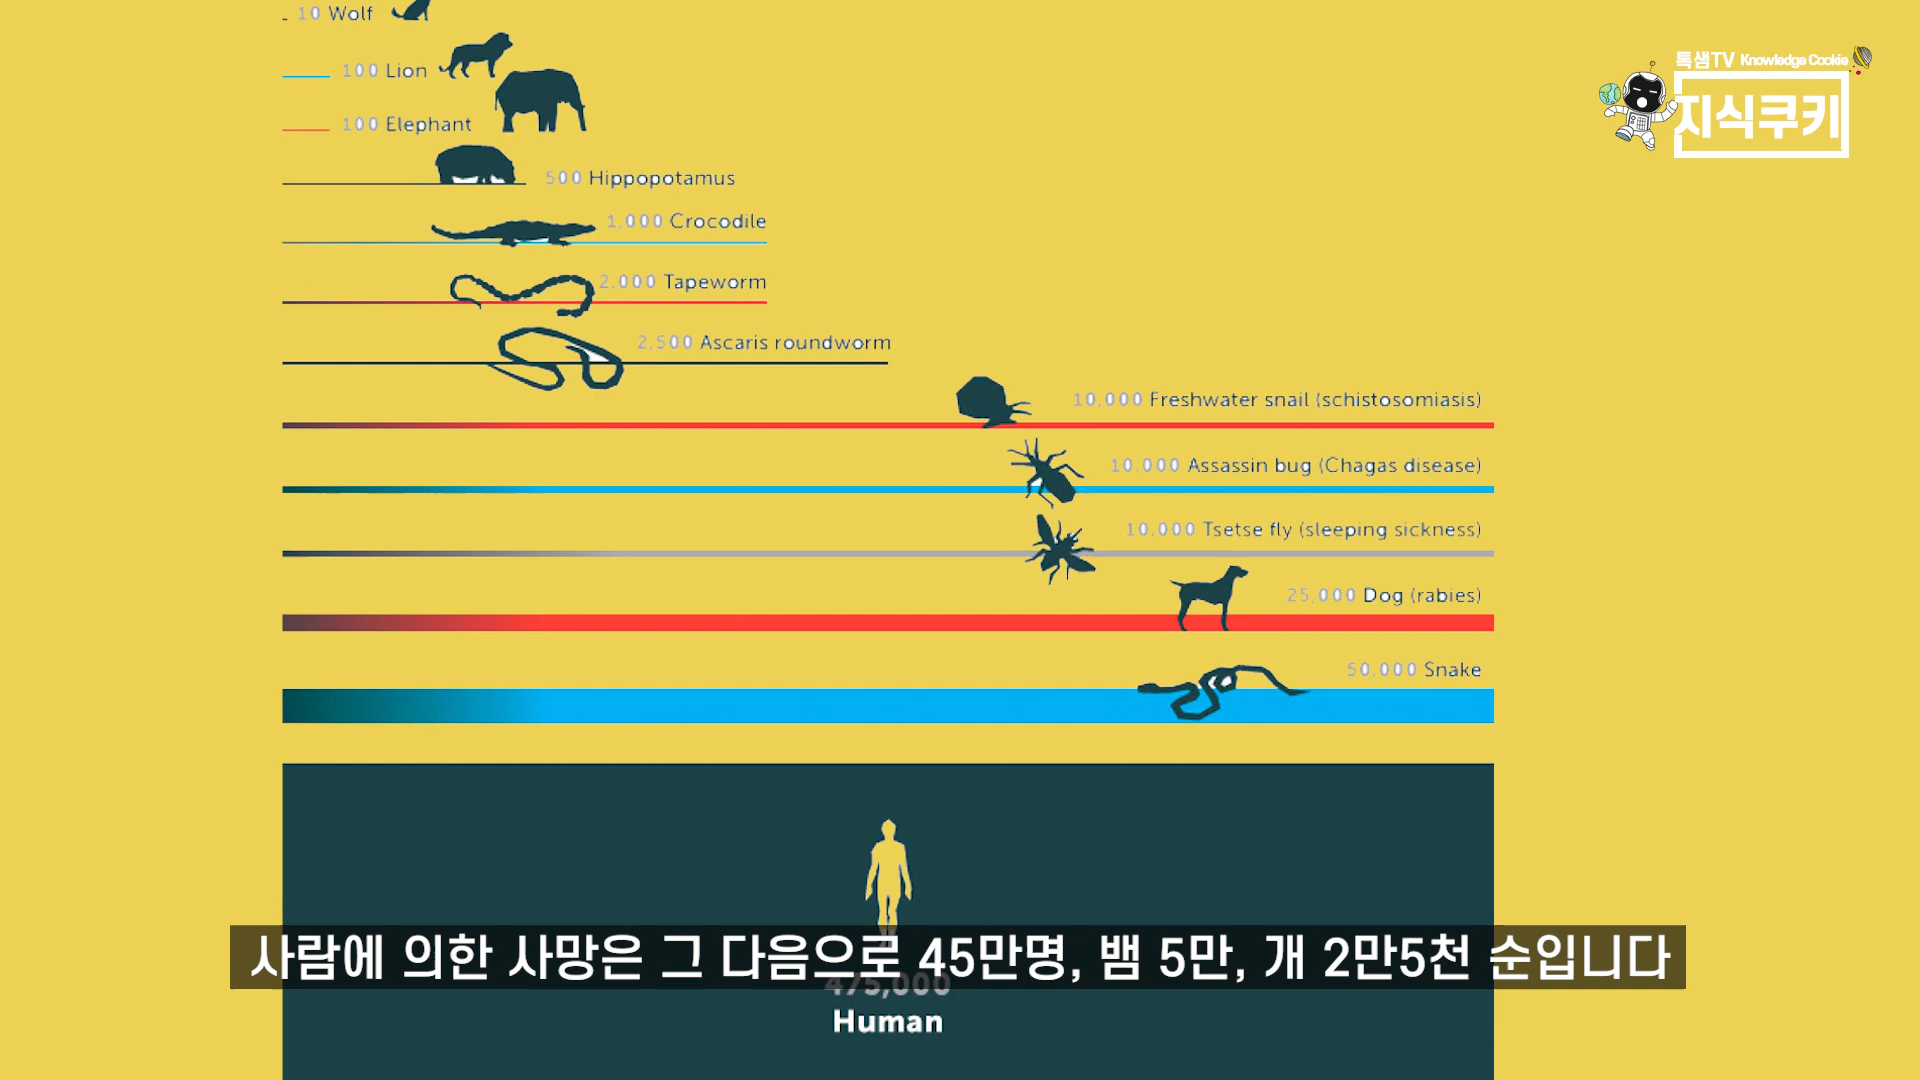 10 Wolf
톡샘TV Knowledge Cookie
지식쿠키
100 Lion
100 Elephant
500 Hippopotamus
1,000 Crocodile
2,000 Tapeworm
2,500 Ascaris roundworm
10,000 Freshwater snail (schistosomiasis)
10,000 Assassin bug (Chagas disease)
10,000 Tsetse fly (sleeping sickness)
25,000 Dog (rabies)
50,000 Snake
사람에 의한 사망은 그 다음으로 45만명, 뱀 5만, 개 2만5천 순입니다
475,000
Human